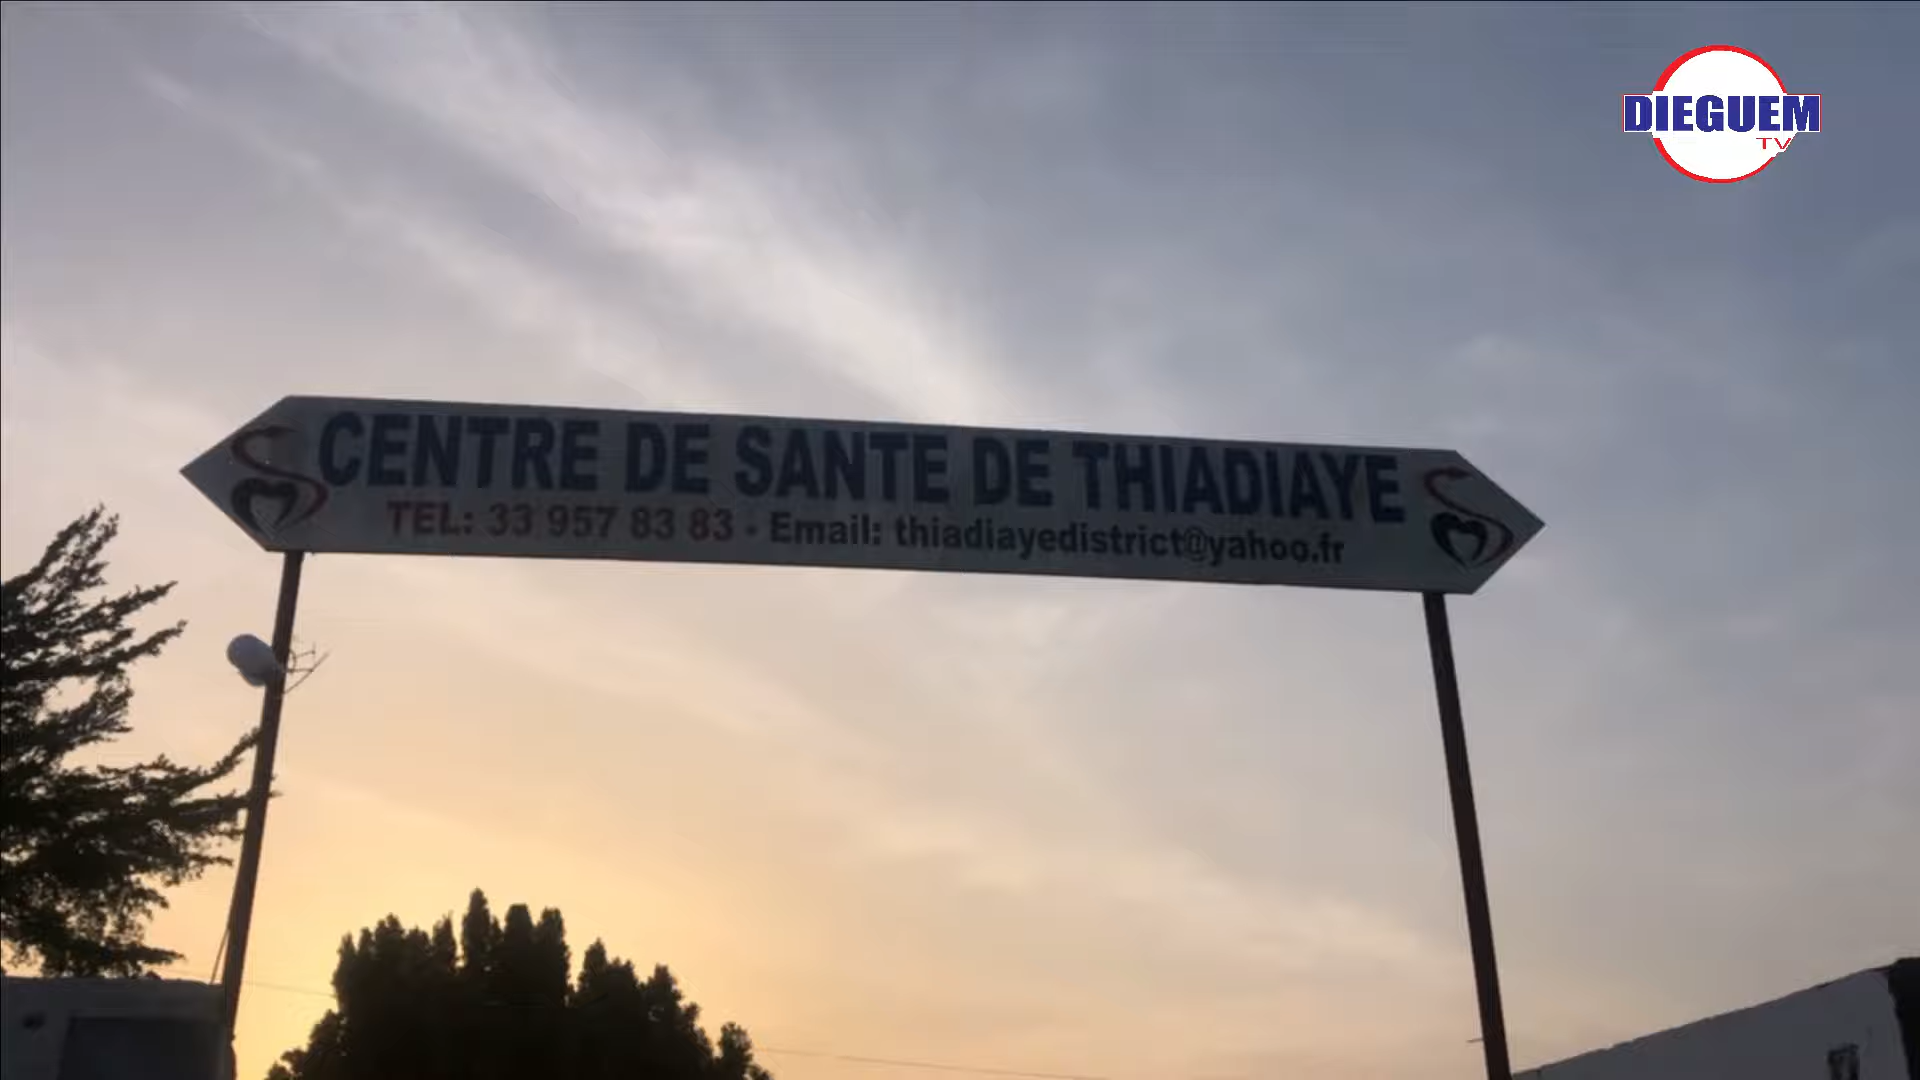 DIEGUEM
TV
CENTRE DE SANTE DE THIADIAYE
TEL: 33 957 83 83 - Email: thiadiayedistrict@yahoo.fr